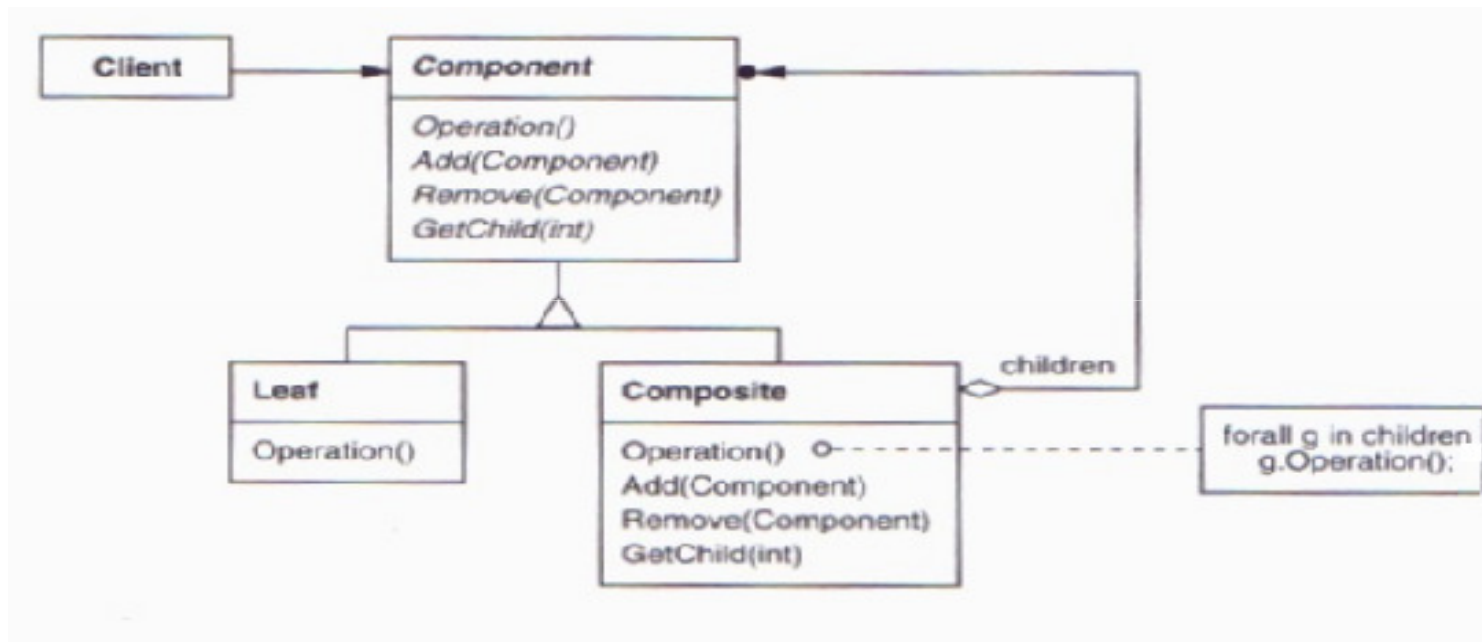 Client
Component
Operation()
Add(Component)
Remove(Component)
GetChild(int)
Leaf
Operation()
Composite
Operation()
Add(Component)
Remove(Component)
GetChild(int)
children
forall g in children
g.Operation();